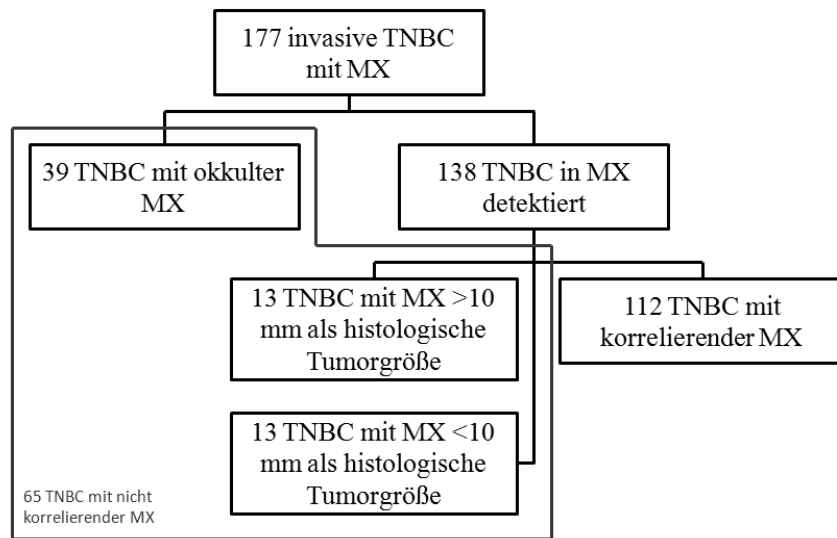 177 invasive TNBC
mit MX
39 TNBC mit okkulter
MX
138 TNBC in MX
detektiert
13 TNBC mit MX >10
mm als histologische
Tumorgröße
112 TNBC mit
korrelierender MX
13 TNBC mit MX <10
mm als histologische
Tumorgröße
65 TNBC mit nicht
korrelierender MX